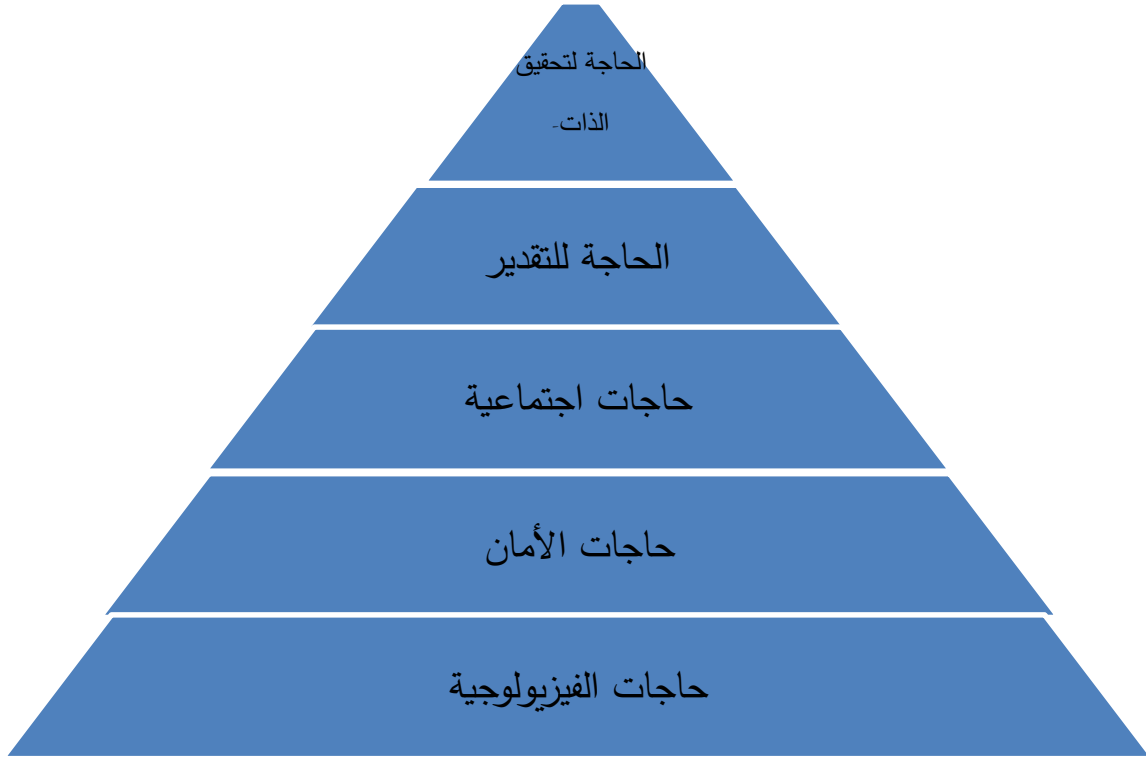 الحاجة لتحقيق
الذات-
الحاجة للتقدير
حاجات اجتماعية
حاجات الأمان
حاجات الفيزيولوجية